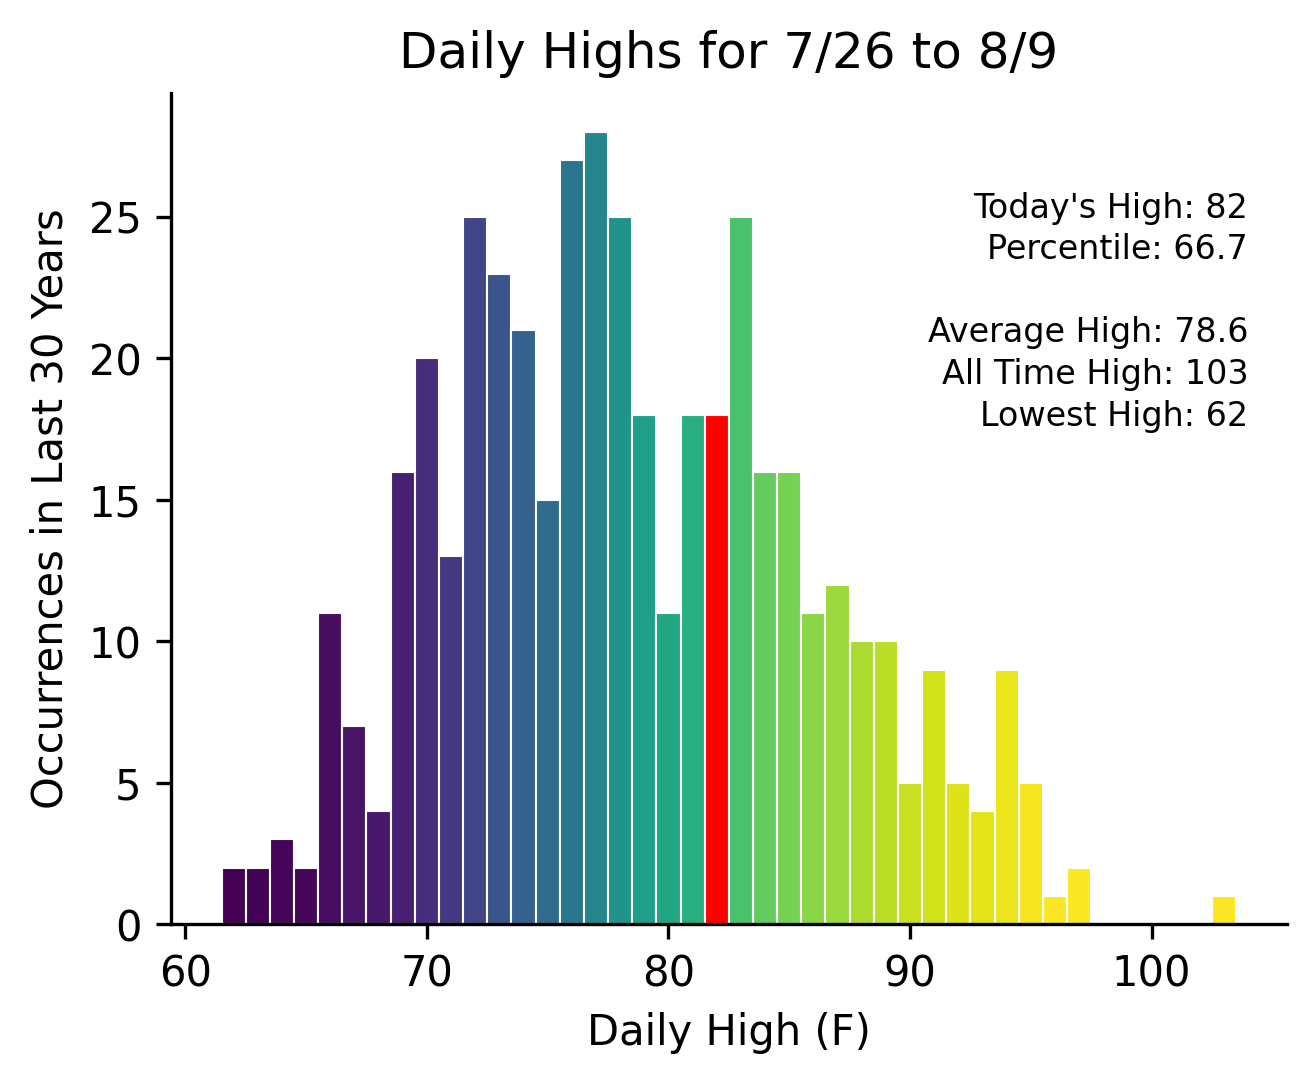 Daily Highs for 7/26 to 8/9
Occurrences in Last 30 Years
25
20
15
10
5
0
Today's High: 82
Percentile: 66.7
Average High: 78.6
All Time High: 103
Lowest High: 62
60 70 80 90 100
Daily High (F)